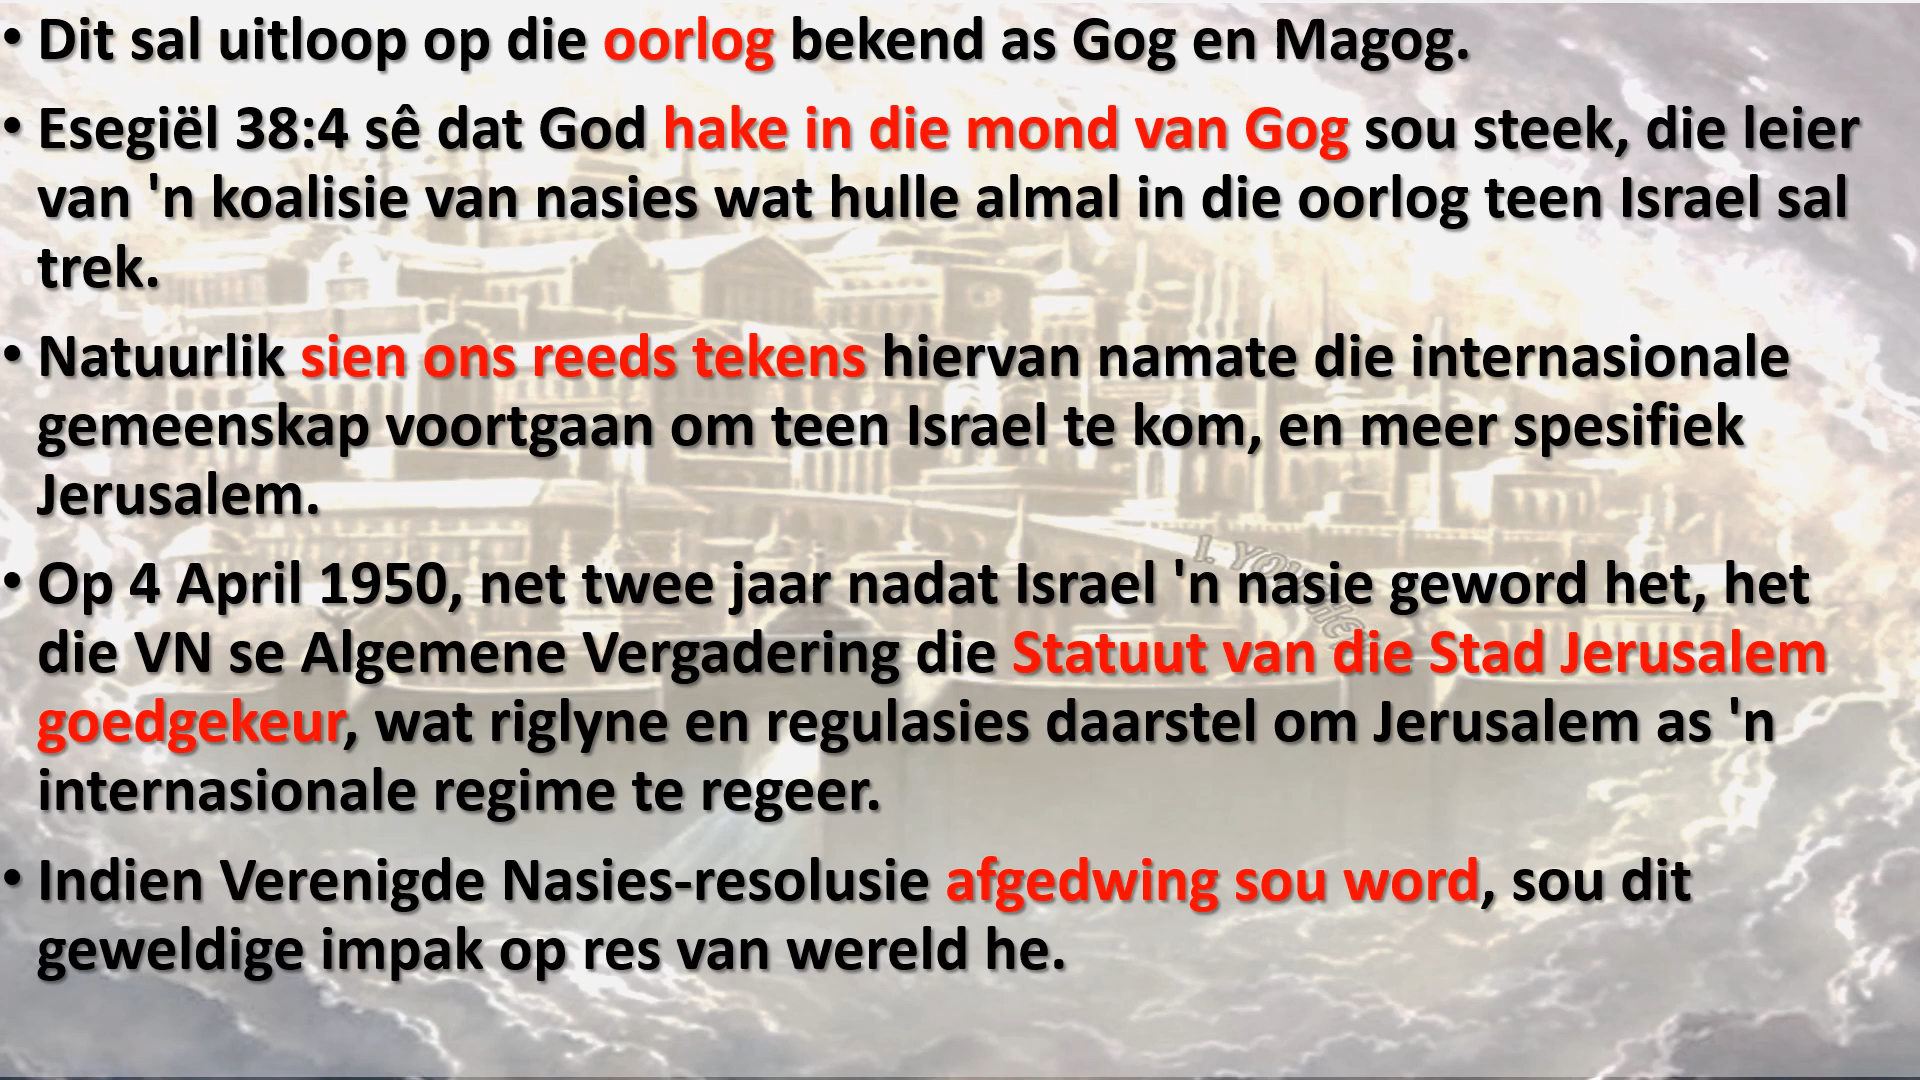 • Dit sal uitloop op die oorlog bekend as Gog en Magog.
• Esegiël 38:4 sê dat God hake in die mond van Gog sou steek, die leier
van 'n koalisie van nasies wat hulle almal in die oorlog teen Israel sal
trek.
• Natuurlik sien ons reeds tekens hiervan namate die internasionale
gemeenskap voortgaan om teen Israel te kom, en meer spesifiek
Jerusalem.
• Op 4 April 1950, net twee jaar nadat Israel 'n nasie geword het, het
die VN se Algemene Vergadering die Statuut van die Stad Jerusalem
goedgekeur, wat riglyne en regulasies daarstel om Jerusalem as 'n
internasionale regime te regeer.
• Indien Verenigde Nasies-resolusie afgedwing sou word, sou dit
geweldige impak op res van wereld he.